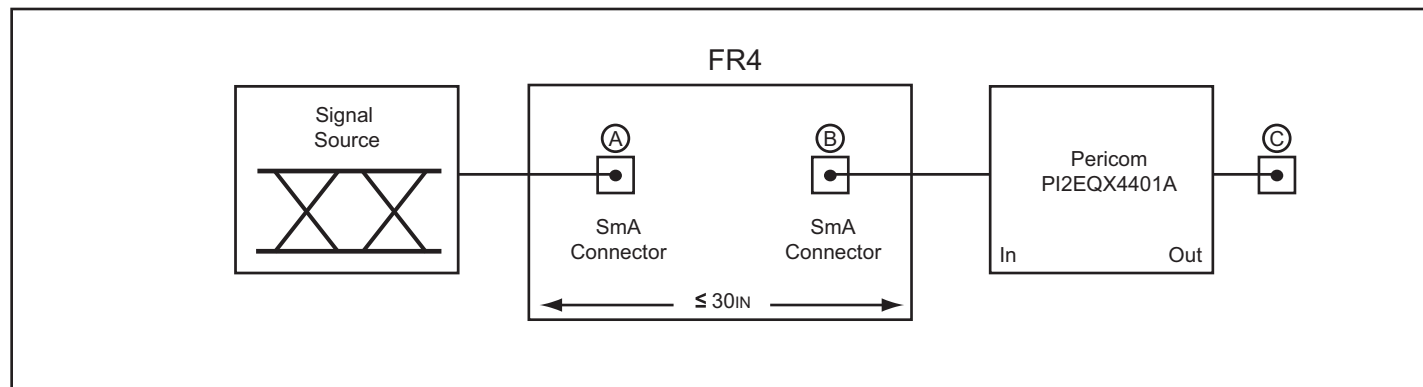 FR4
Signal
Source
A
B
C
SmA
Connector
SmA
Connector
Pericom
PI2EQX4401A
In
Out
≤ 30IN